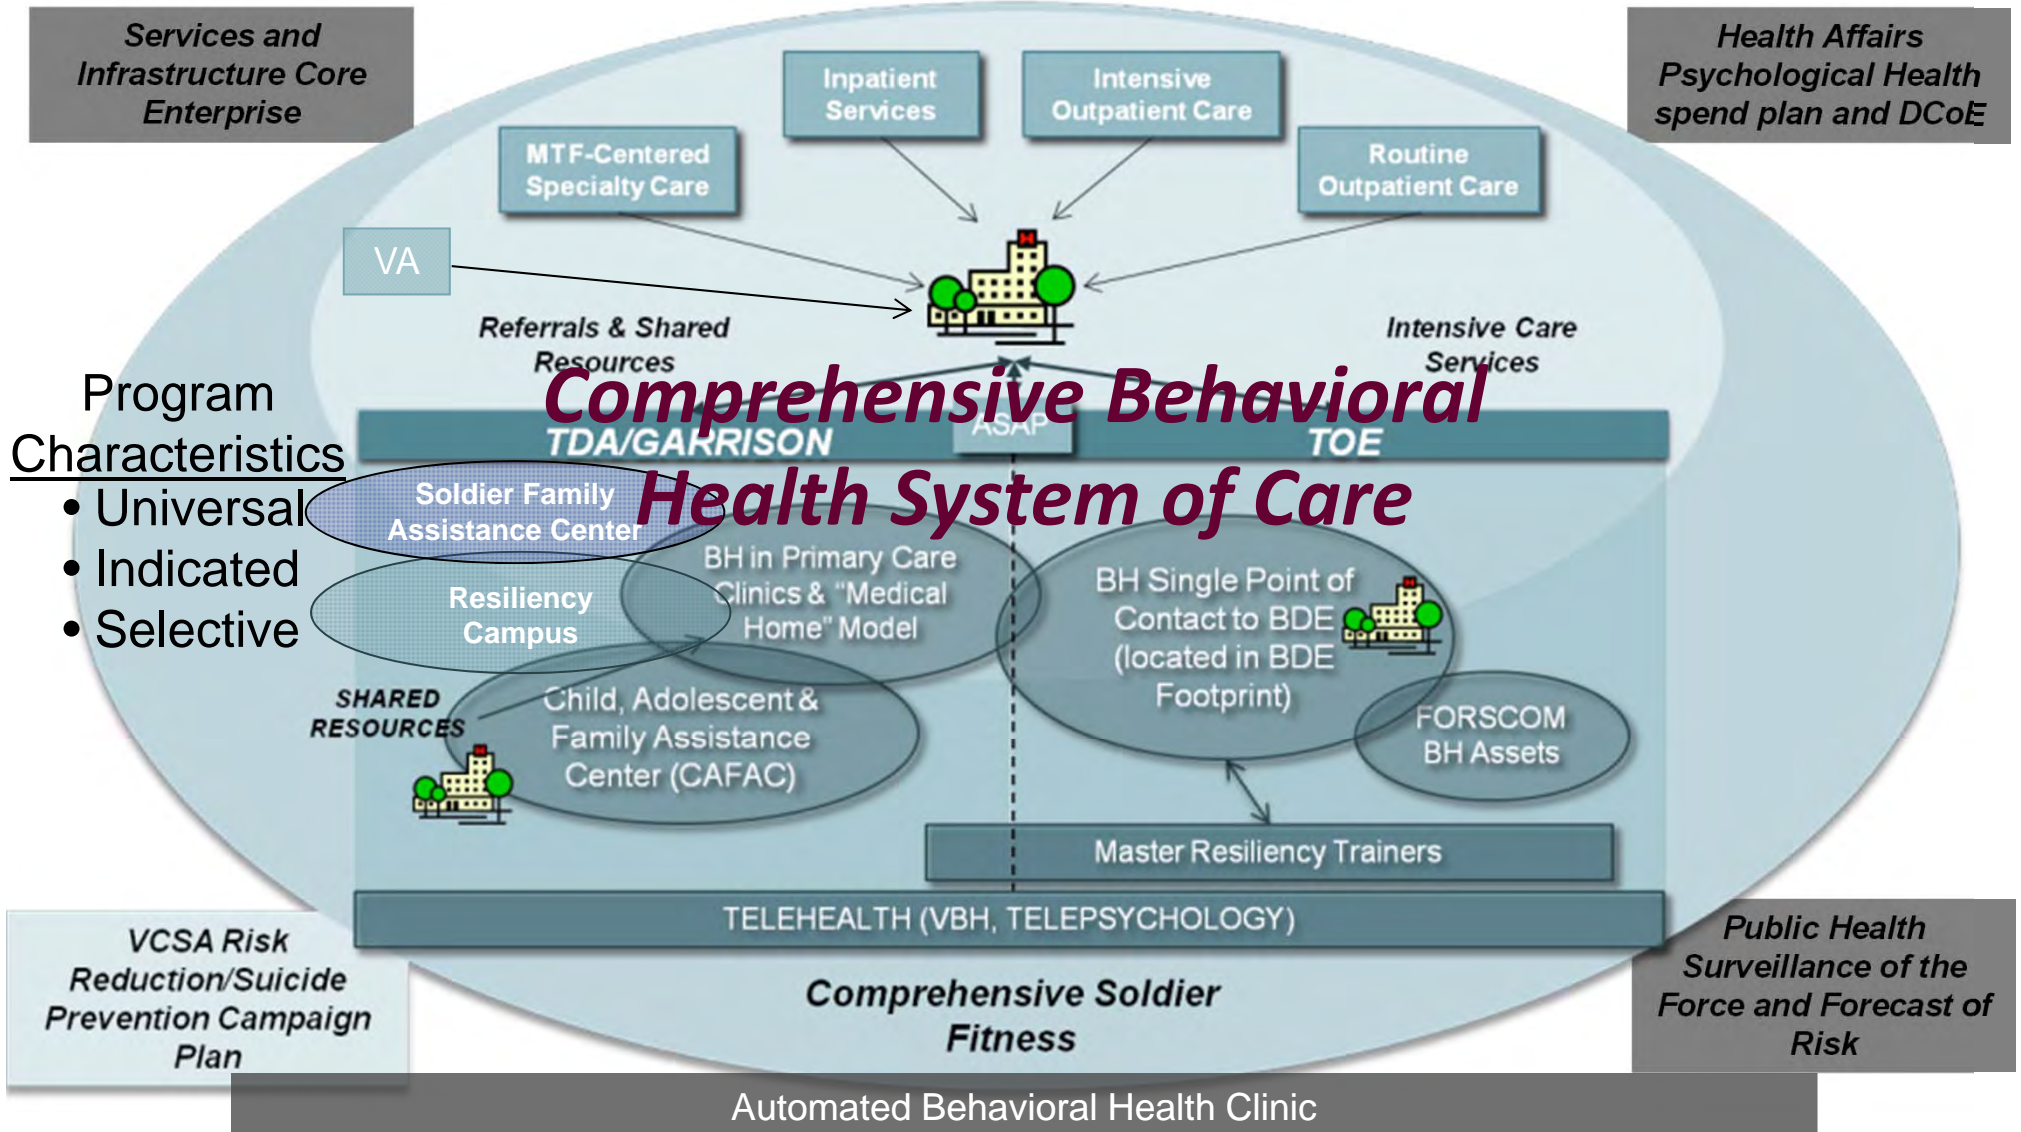 Services and
Infrastructure Core
Enterprise
Health Affairs
Psychological Health
spend plan and DCoE
Inpatient
Services
Intensive
Outpatient Care
MTF-Centered
Specialty Care
Routine
Outpatient Care
VA
Referrals & Shared
Resources
Intensive Care
Services
Comprehensive Behavioral
Health System of Care
Program
Characteristics
• Universal
• Indicated
• Selective
TDA/GARRISON
ASAP
TOE
Soldier Family
Assistance Center
Resiliency
Campus
BH in Primary Care
Clinics & “Medical
Home” Model
BH Single Point of
Contact to BDE
(located in BDE
Footprint)
SHARED
RESOURCES
Child, Adolescent &
Family Assistance
Center (CAFAC)
FORSCOM
BH Assets
Master Resiliency Trainers
TELEHEALTH (VBH, TELEPSYCHOLOGY)
VCSA Risk
Reduction/Suicide
Prevention Campaign
Plan
Comprehensive Soldier
Fitness
Public Health
Surveillance of the
Force and Forecast of
Risk
Automated Behavioral Health Clinic